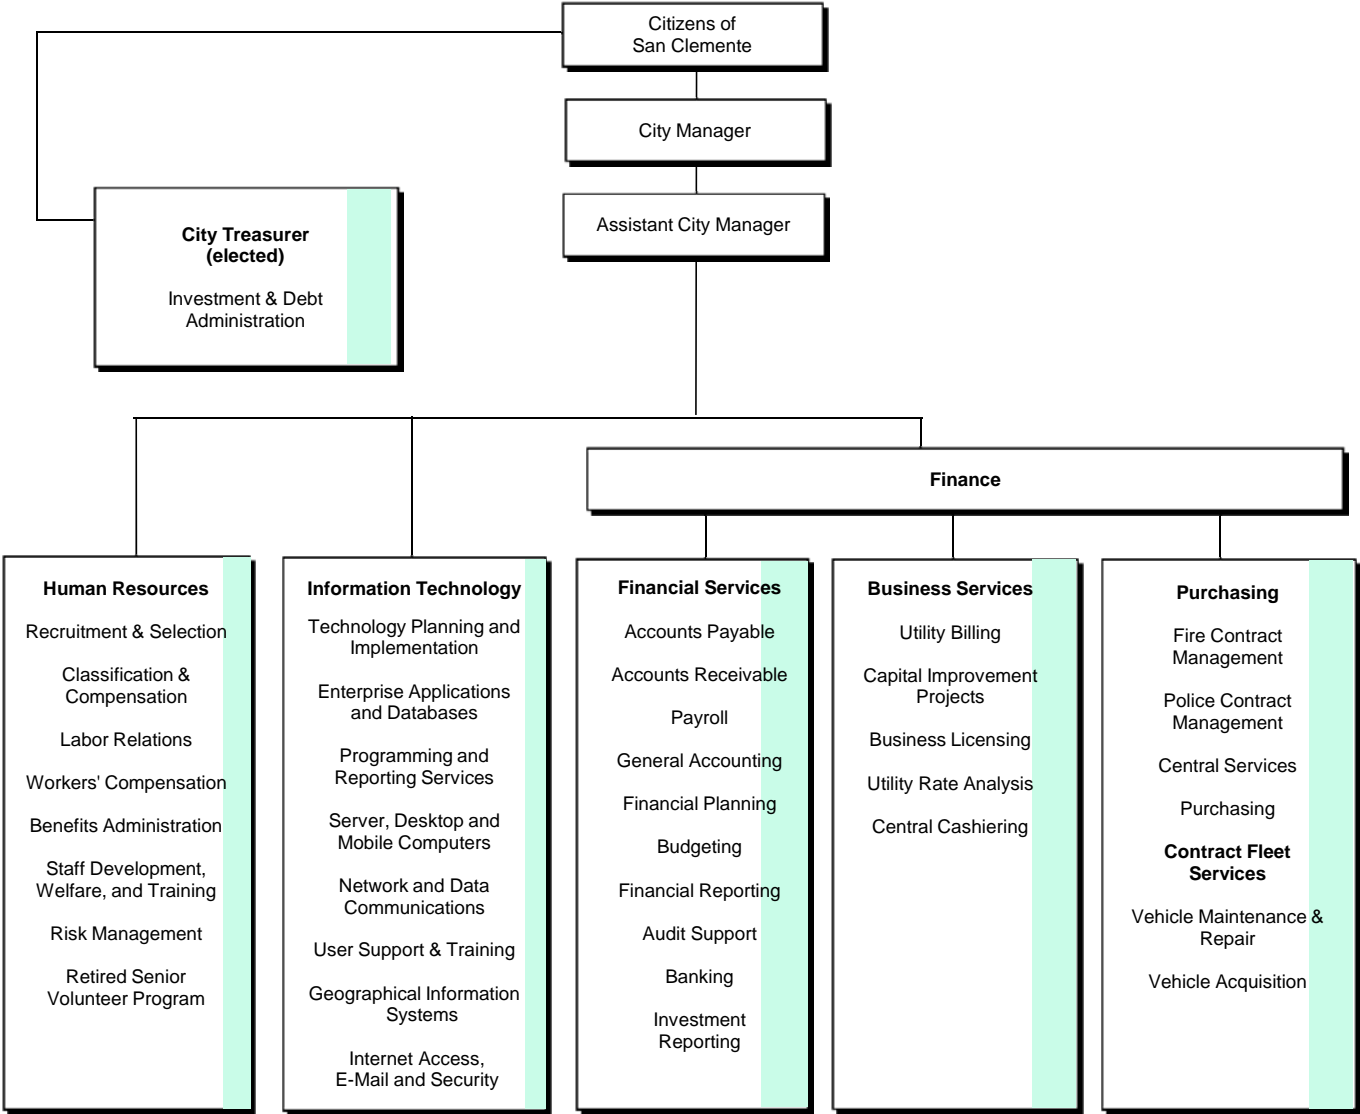 Citizens of
San Clemente
City Manager
Assistant City Manager
City Treasurer
(elected)
Investment & Debt
Administration
Finance
Human Resources
Recruitment & Selection
Classification &
Compensation
Labor Relations
Workers' Compensation
Benefits Administration
Staff Development,
Welfare, and Training
Risk Management
Retired Senior
Volunteer Program
Information Technology
Technology Planning and
Implementation
Enterprise Applications
and Databases
Programming and
Reporting Services
Server, Desktop and
Mobile Computers
Network and Data
Communications
User Support & Training
Geographical Information
Systems
Internet Access,
E-Mail and Security
Financial Services
Accounts Payable
Accounts Receivable
Payroll
General Accounting
Financial Planning
Budgeting
Financial Reporting
Audit Support
Banking
Investment
Reporting
Business Services
Utility Billing
Capital Improvement
Projects
Business Licensing
Utility Rate Analysis
Central Cashiering
Purchasing
Fire Contract
Management
Police Contract
Management
Central Services
Purchasing
Contract Fleet
Services
Vehicle Maintenance &
Repair
Vehicle Acquisition